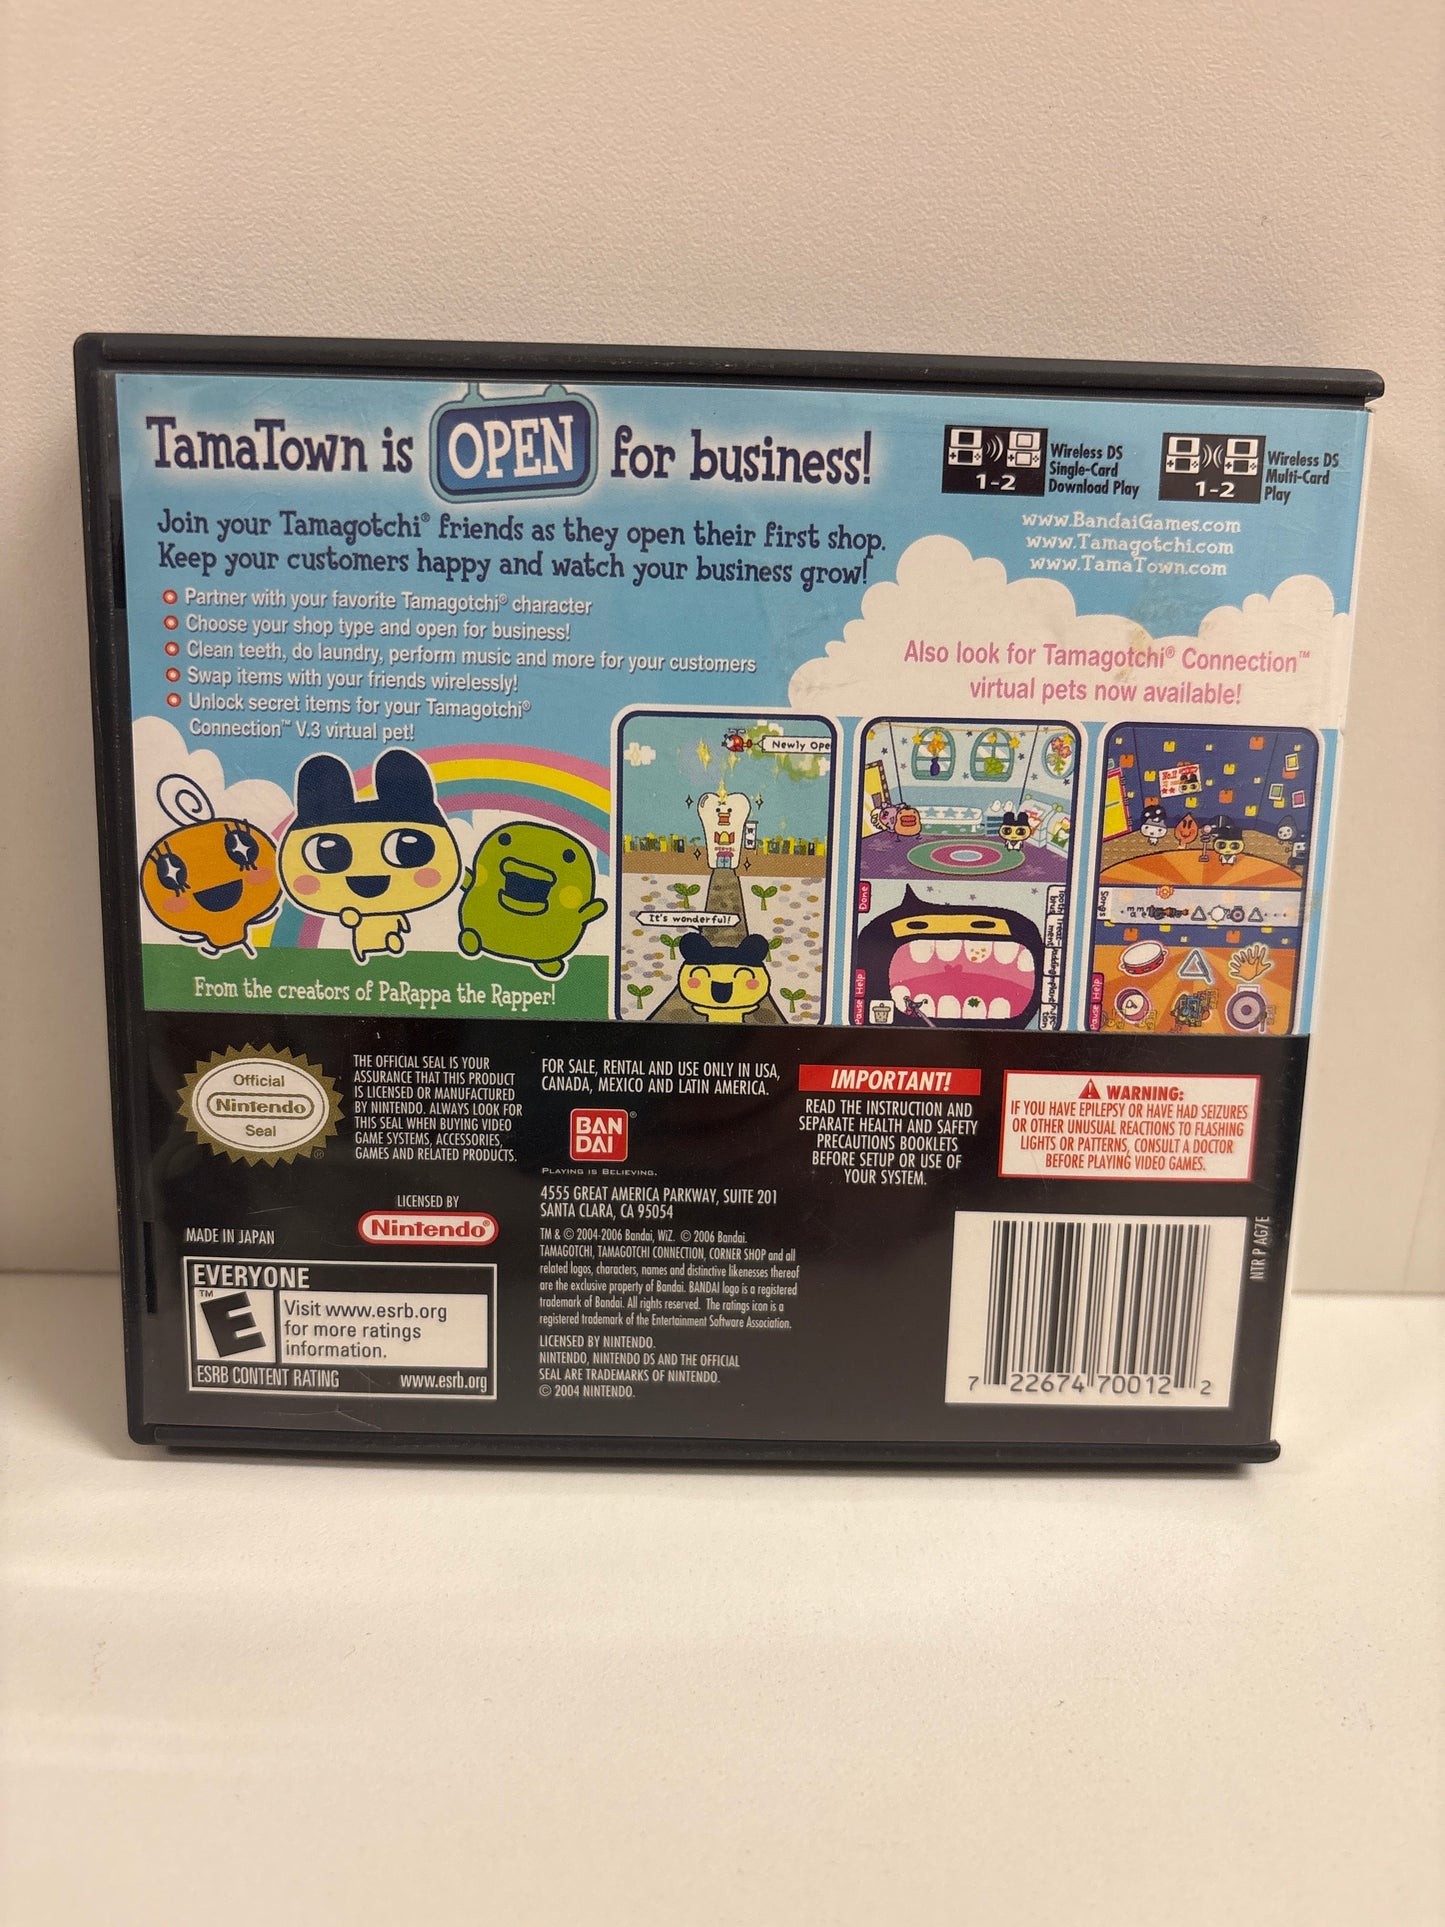 TamaTown is OPEN for business!
Join your Tamagotchi® friends as they open their first shop.
Keep your customers happy and watch your business grow!
Partner with your favorite Tamagotchi® character
Choose your shop type and open for business!
Clean teeth, do laundry, perform music and more for your customers
Swap items with your friends wirelessly!
Unlock secret items for your Tamagotchi®
Connection™ V.3 virtual pet!
1-2
Wireless DS
Single-Card
Download Play
1-2
Wireless DS
Multi-Card
Play
www.BandaiGames.com
www.Tamagotchi.com
www.TamaTown.com
Also look for Tamagotchi® Connection™
virtual pets now available!
Newly Ope
It's wonderful!
Done
Pause Help
Songs
Pause Help
From the creators of PaRappa the Rapper!
Official
Nintendo
Seal
®
THE OFFICIAL SEAL IS YOUR
ASSURANCE THAT THIS PRODUCT
IS LICENSED OR MANUFACTURED
BY NINTENDO. ALWAYS LOOK FOR
THIS SEAL WHEN BUYING VIDEO
GAME SYSTEMS, ACCESSORIES,
GAMES AND RELATED PRODUCTS.
LICENSED BY
Nintendo®
MADE IN JAPAN
EVERYONE
E™
Visit www.esrb.org
for more ratings
information.
ESRB CONTENT RATING www.esrb.org
FOR SALE, RENTAL AND USE ONLY IN USA,
CANADA, MEXICO AND LATIN AMERICA.
BAN
DAI
®
PLAYING IS BELIEVING.
4555 GREAT AMERICA PARKWAY, SUITE 201
SANTA CLARA, CA 95054
TM & © 2004-2006 Bandai, WiZ. © 2006 Bandai.
TAMAGOTCHI, TAMAGOTCHI CONNECTION, CORNER SHOP and all
related logos, characters, names and distinctive likenesses thereof
are the exclusive property of Bandai. BANDAI logo is a registered
trademark of Bandai. All rights reserved. The ratings icon is a
registered trademark of the Entertainment Software Association.
LICENSED BY NINTENDO.
NINTENDO, NINTENDO DS AND THE OFFICIAL
SEAL ARE TRADEMARKS OF NINTENDO.
© 2004 NINTENDO.
IMPORTANT!
READ THE INSTRUCTION AND
SEPARATE HEALTH AND SAFETY
PRECAUTIONS BOOKLETS
BEFORE SETUP OR USE OF
YOUR SYSTEM.
WARNING:
IF YOU HAVE EPILEPSY OR HAVE HAD SEIZURES
OR OTHER UNUSUAL REACTIONS TO FLASHING
LIGHTS OR PATTERNS, CONSULT A DOCTOR
BEFORE PLAYING VIDEO GAMES.
NTR P AG7E
7 22674 70012 2